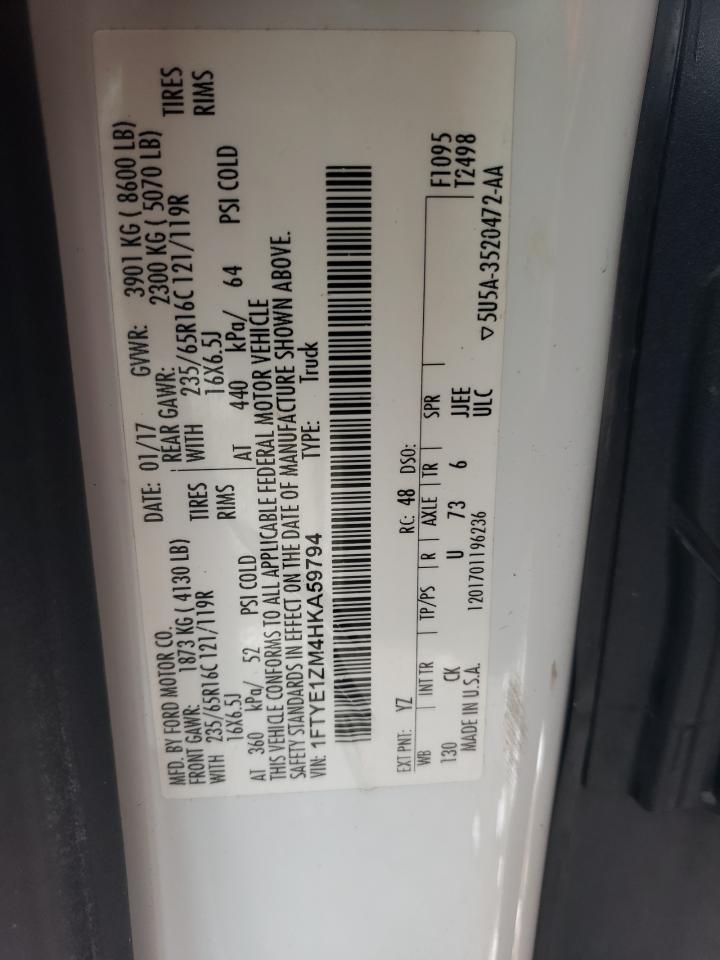 MFD. BY FORD MOTOR CO.
DATE: 01/17 GVWR: 3901 KG ( 8600 LB)
FRONT GAWR: 1873 KG ( 4130 LB) REAR GAWR: 2300 KG ( 5070 LB)
WITH 235/65R16C 121/119R TIRES WITH 235/65R16C 121/119R TIRES
16X6.5J RIMS 16X6.5J RIMS
AT 360 kPa/ 52 PSI COLD AT 440 kPa/ 64 PSI COLD
THIS VEHICLE CONFORMS TO ALL APPLICABLE FEDERAL MOTOR VEHICLE
SAFETY STANDARDS IN EFFECT ON THE DATE OF MANUFACTURE SHOWN ABOVE.
VIN: 1FTYE1ZM4HKA59794 TYPE: Truck
EXT PNT: YZ RC: 48 DSO: F1095
WB INT TR TP/PS R AXLE TR SPR T2498
130 CK U 73 6 JJEE
MADE IN U.S.A. 1201701196236 ULC ▽5U5A-3520472-AA